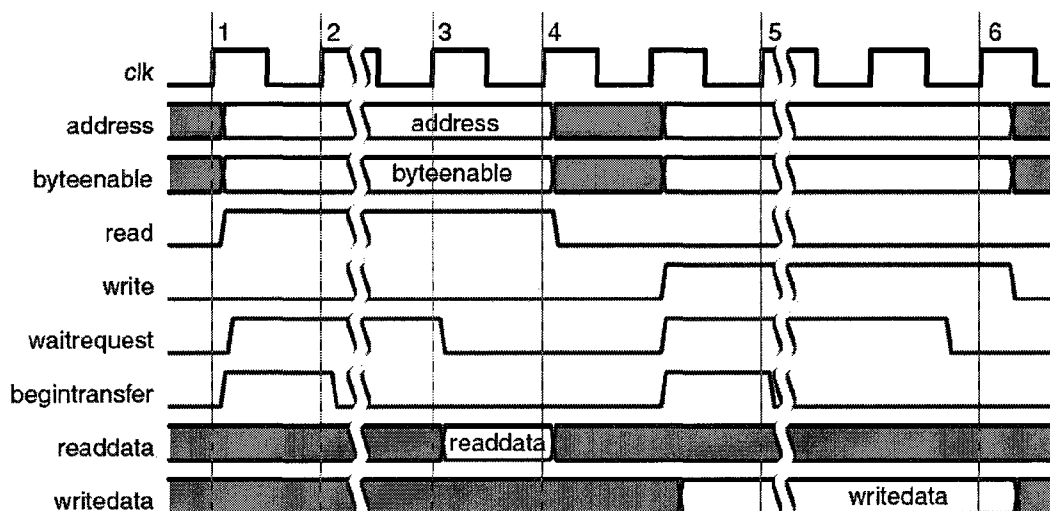 1 2 3 4 5 6
clk
address address
byteenable byteenable
read
write
waitrequest
begintransfer
readdata readdata
writedata writedata